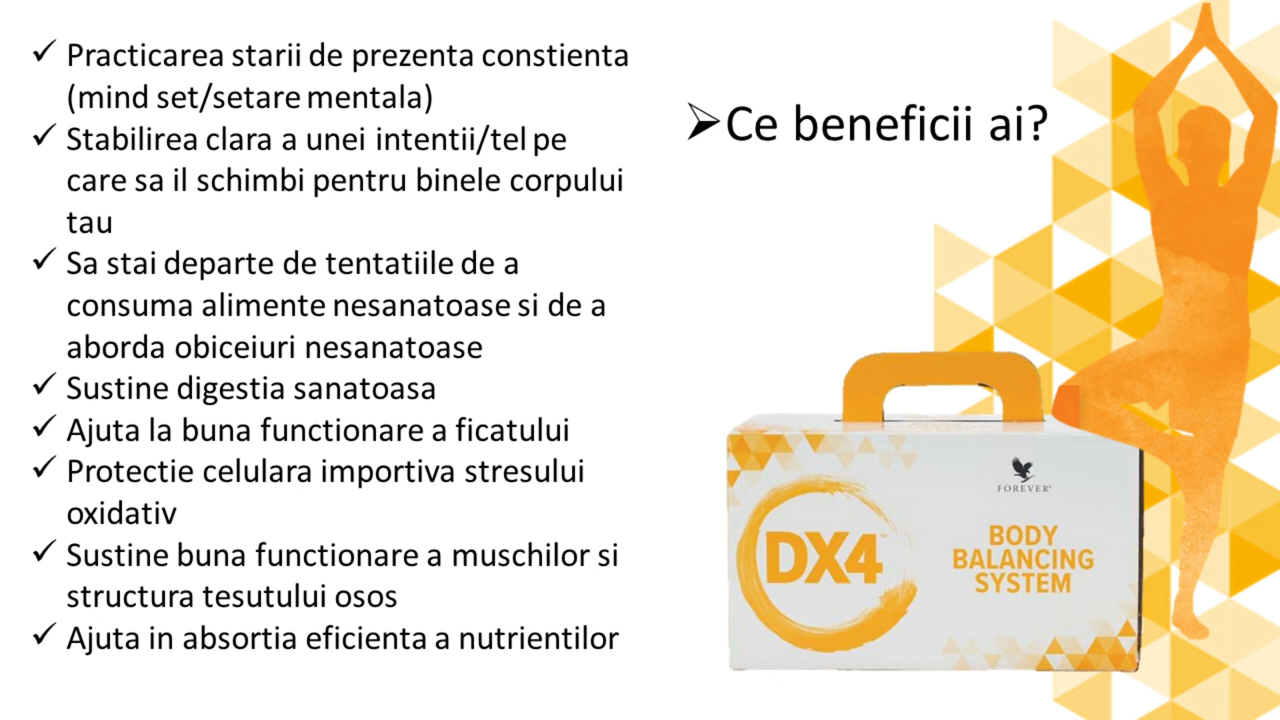 ✓ Practicarea starii de prezenta constienta
(mind set/setare mentala)
✓ Stabilirea clara a unei intentii/tel pe
care sa il schimbi pentru binele corpului
tau
✓ Sa stai departe de tentatiile de a
consuma alimente nesanatoase si de a
aborda obiceiuri nesanatoase
✓ Sustine digestia sanatoasa
✓ Ajuta la buna functionare a ficatului
✓ Protectie celulara importiva stresului
oxidativ
✓ Sustine buna functionare a muschilor si
structura tesutului osos
✓ Ajuta in absortia eficienta a nutrientilor
➢Ce beneficii ai?
FOREVER®
DX4™
BODY
BALANCING
SYSTEM